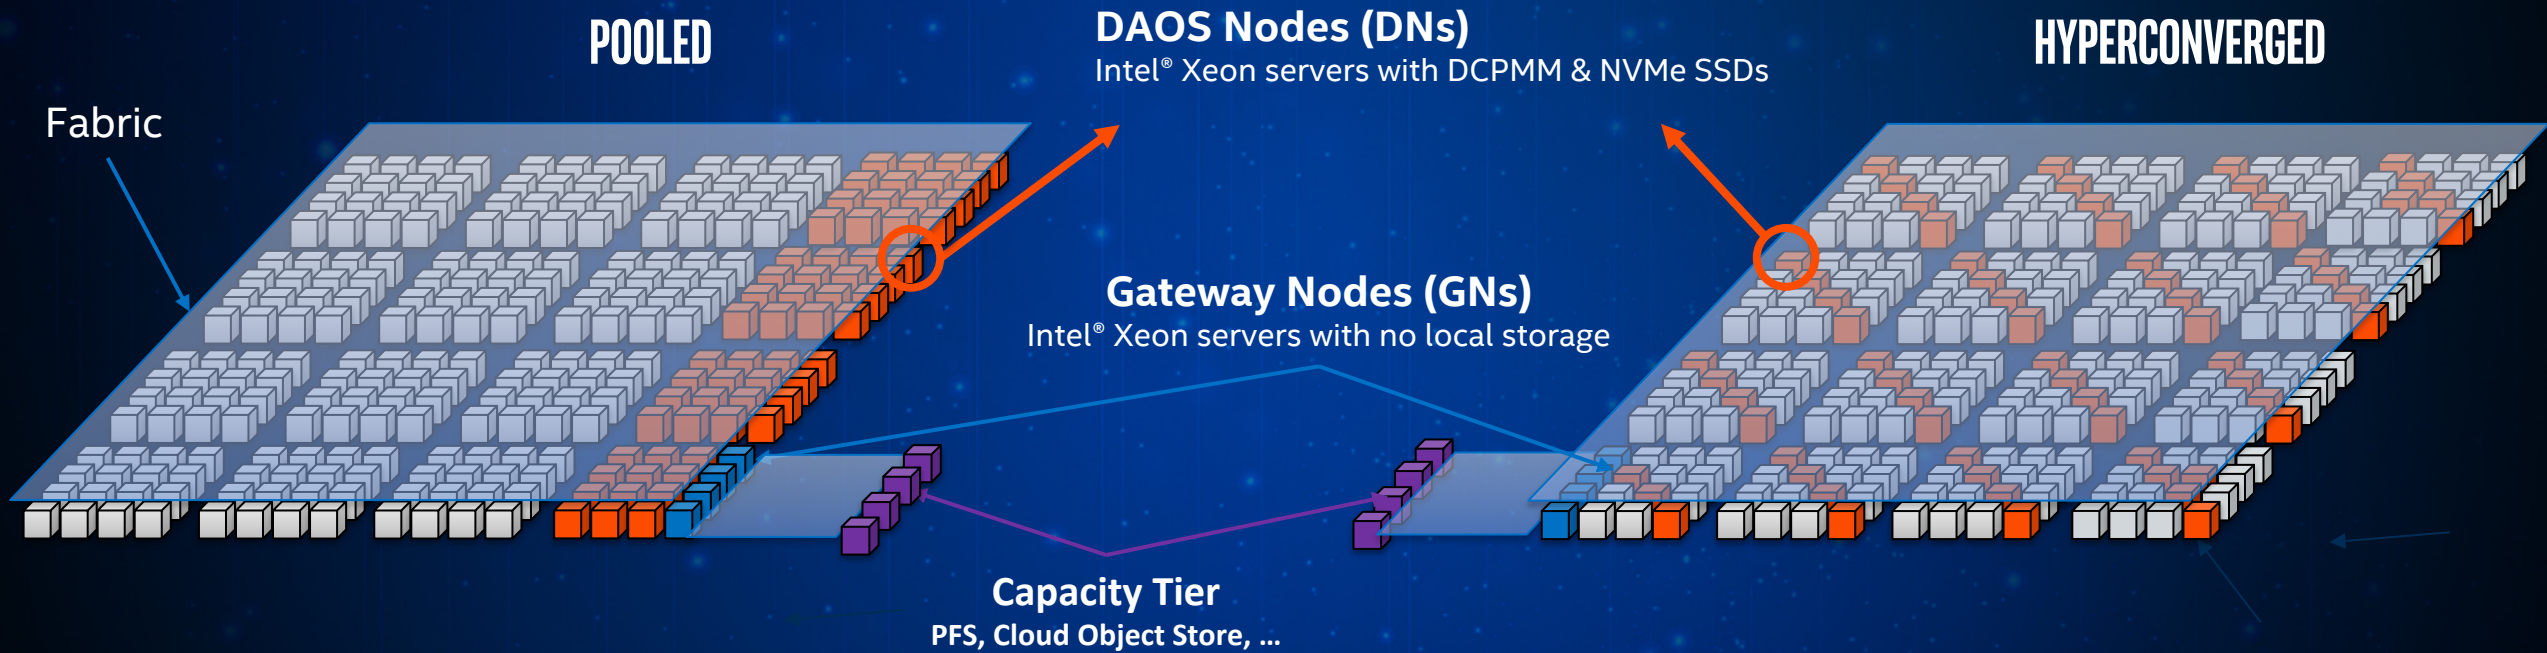 POOLED
DAOS Nodes (DNs)
Intel® Xeon servers with DCPMM & NVMe SSDs
HYPERCONVERGED
Fabric
Gateway Nodes (GNs)
Intel® Xeon servers with no local storage
Capacity Tier
PFS, Cloud Object Store, ...